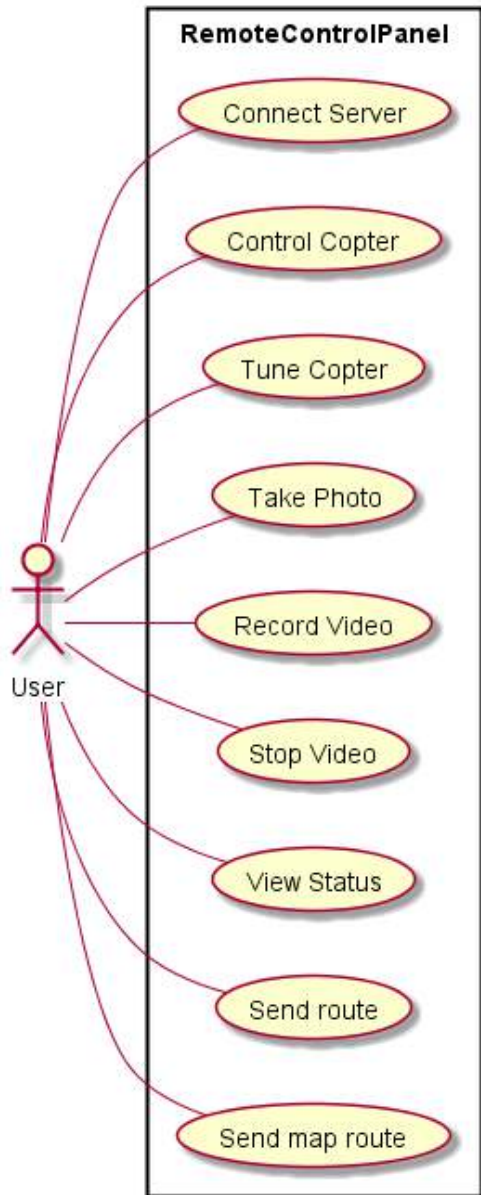 RemoteControlPanel
Connect Server
Control Copter
Tune Copter
Take Photo
Record Video
User
Stop Video
View Status
Send route
Send map route